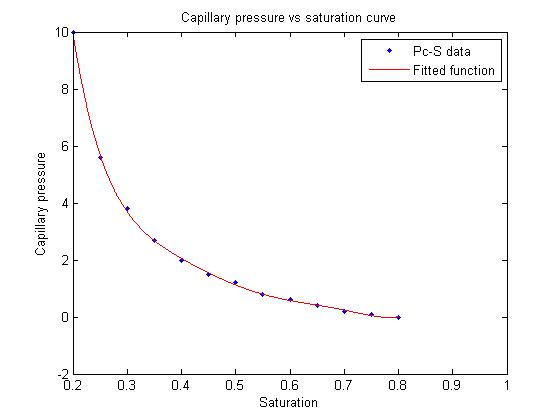 Capillary pressure vs saturation curve
10
Pc-S data
Fitted function
8
6
Capillary pressure
4
2
0
-2
0.2 0.3 0.4 0.5 0.6 0.7 0.8 0.9 1
Saturation